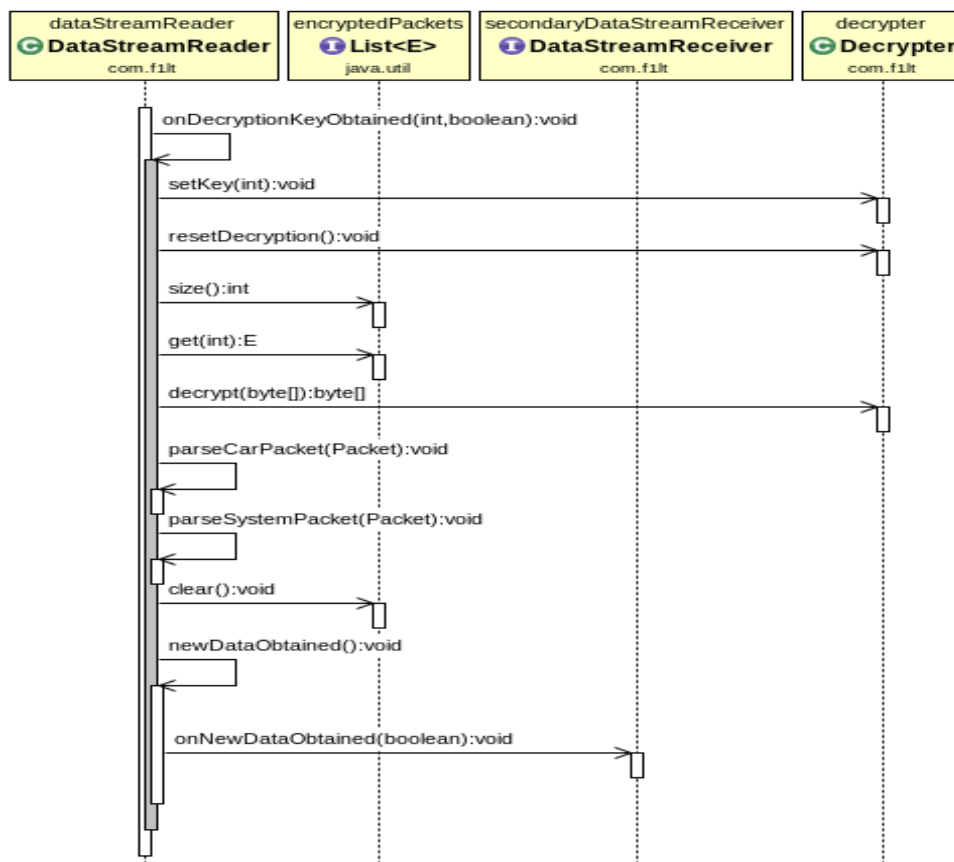 dataStreamReader encryptedPackets secondaryDataStreamReceiver decrypter
C DataStreamReader I List<E> I DataStreamReceiver C Decrypter
com.f1lt java.util com.f1lt com.f1lt
onDecryptionKeyObtained(int,boolean):void
setKey(int):void
resetDecryption():void
size():int
get(int):E
decrypt(byte[]):byte[]
parseCarPacket(Packet):void
parseSystemPacket(Packet):void
clear():void
newDataObtained():void
onNewDataObtained(boolean):void